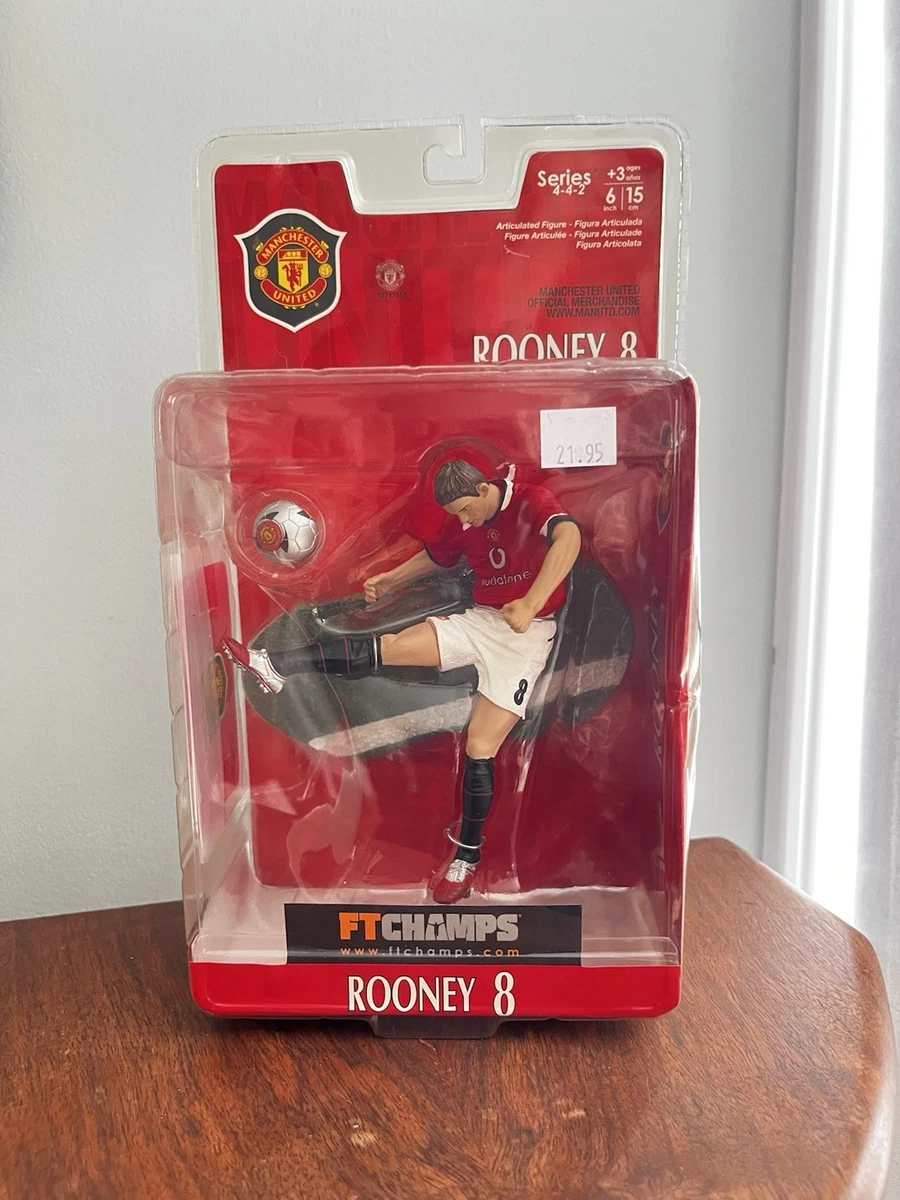 Series
4-4-2
+3 ages
años
6 | 15
inch cm
Articulated Figure - Figura Articulada
Figure Articulée - Figura Articulade
Figura Articolata
MANCHESTER
UNITED
MANCHESTER UNITED
OFFICIAL MERCHANDISE
WWW.MANUTD.COM
ROONEY 8
21.95
vodafone
8
FTCHAMPS
www.ftchamps.com
ROONEY 8